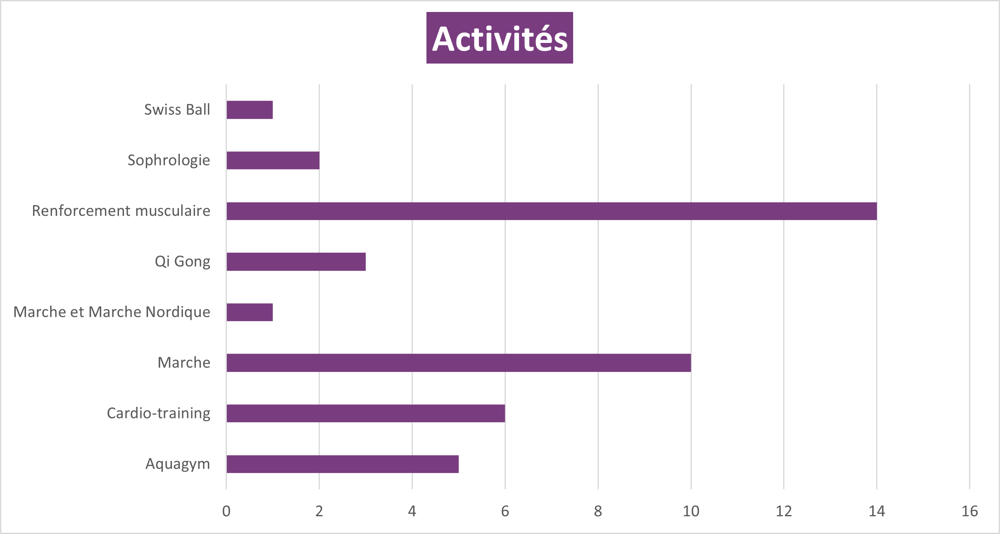 Activités
Swiss Ball
Sophrologie
Renforcement musculaire
Qi Gong
Marche et Marche Nordique
Marche
Cardio-training
Aquagym
0 2 4 6 8 10 12 14 16